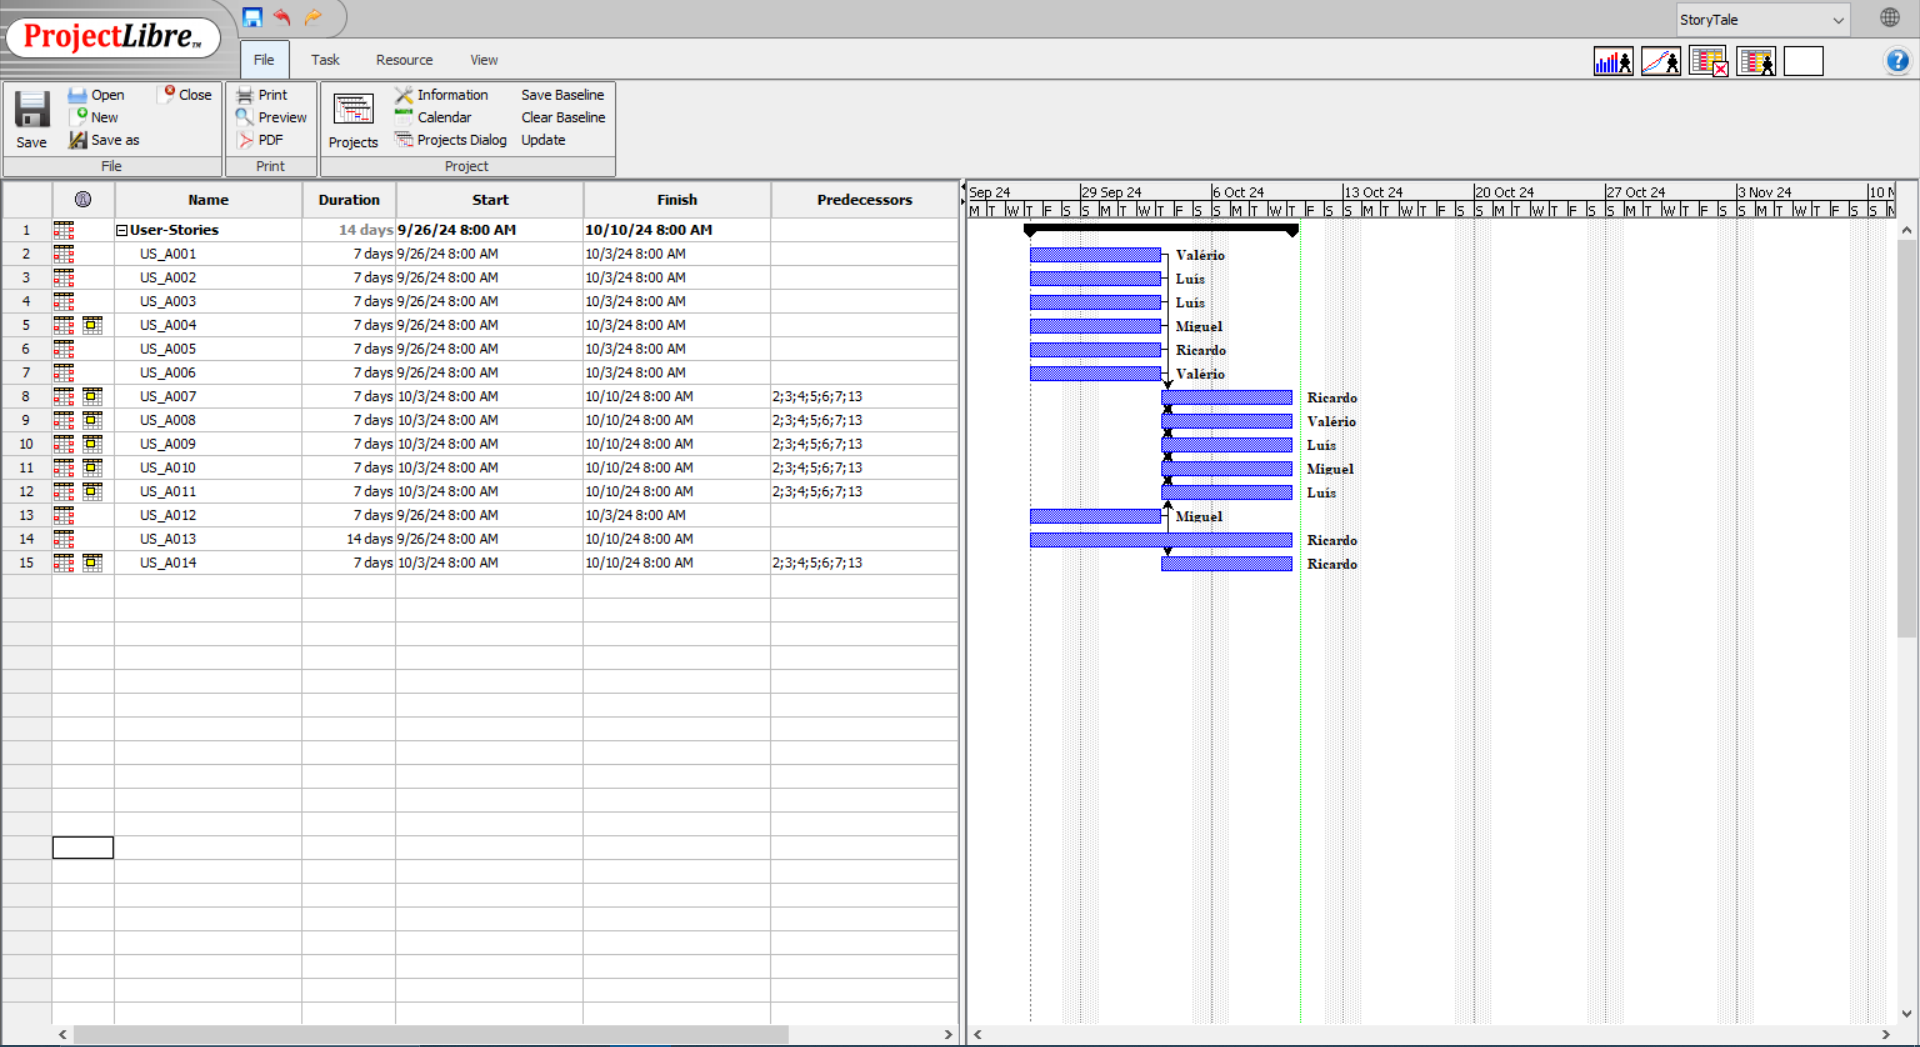 ProjectLibre™
StoryTale
File Task Resource View
Save
Open
New
Save as
Close
File
Print
Preview
PDF
Print
Projects
Information
Calendar
Projects Dialog
Save Baseline
Clear Baseline
Update
Project
Name Duration Start Finish Predecessors
1 User-Stories 14 days 9/26/24 8:00 AM 10/10/24 8:00 AM
2 US_A001 7 days 9/26/24 8:00 AM 10/3/24 8:00 AM
3 US_A002 7 days 9/26/24 8:00 AM 10/3/24 8:00 AM
4 US_A003 7 days 9/26/24 8:00 AM 10/3/24 8:00 AM
5 US_A004 7 days 9/26/24 8:00 AM 10/3/24 8:00 AM
6 US_A005 7 days 9/26/24 8:00 AM 10/3/24 8:00 AM
7 US_A006 7 days 9/26/24 8:00 AM 10/3/24 8:00 AM
8 US_A007 7 days 10/3/24 8:00 AM 10/10/24 8:00 AM 2;3;4;5;6;7;13
9 US_A008 7 days 10/3/24 8:00 AM 10/10/24 8:00 AM 2;3;4;5;6;7;13
10 US_A009 7 days 10/3/24 8:00 AM 10/10/24 8:00 AM 2;3;4;5;6;7;13
11 US_A010 7 days 10/3/24 8:00 AM 10/10/24 8:00 AM 2;3;4;5;6;7;13
12 US_A011 7 days 10/3/24 8:00 AM 10/10/24 8:00 AM 2;3;4;5;6;7;13
13 US_A012 7 days 9/26/24 8:00 AM 10/3/24 8:00 AM
14 US_A013 14 days 9/26/24 8:00 AM 10/10/24 8:00 AM
15 US_A014 7 days 10/3/24 8:00 AM 10/10/24 8:00 AM 2;3;4;5;6;7;13
Sep 24 29 Sep 24 6 Oct 24 13 Oct 24 20 Oct 24 27 Oct 24 3 Nov 24 10 N
M T W T F S S M T W T F S S M T W T F S S M T W T F S S M T W T F S S M T W T F S S M T W T F S S M
Valério
Luís
Luís
Miguel
Ricardo
Valério
Ricardo
Valério
Luís
Miguel
Luís
Miguel
Ricardo
Ricardo